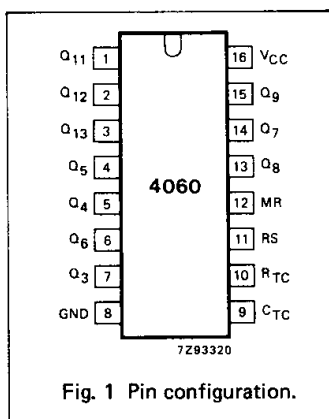 Q11 1 16 VCC
Q12 2 15 Q9
Q13 3 14 Q7
Q5 4 13 Q8
4060
Q4 5 12 MR
Q6 6 11 RS
Q3 7 10 RTC
GND 8 9 CTC
7Z93320
Fig. 1 Pin configuration.